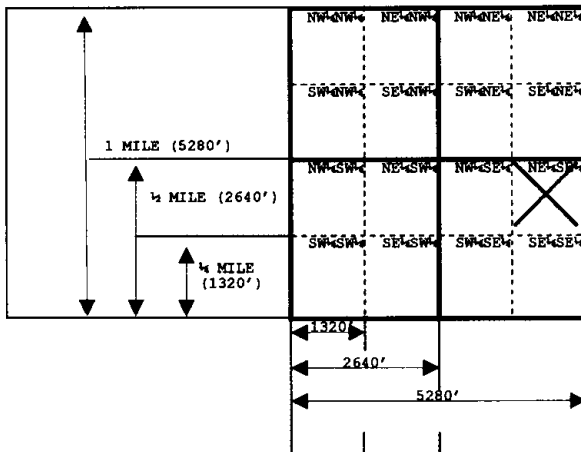 NW¼NW¼ NE¼NW¼ NW¼NE¼ NE¼NE¼
SW¼NW¼ SE¼NW¼ SW¼NE¼ SE¼NE¼
1 MILE (5280')
NW¼SW¼ NE¼SW¼ NW¼SE¼ NE¼SE¼
½ MILE (2640')
SW¼SW¼ SE¼SW¼ SW¼SE¼ SE¼SE¼
¼ MILE
(1320')
1320'
2640'
5280'